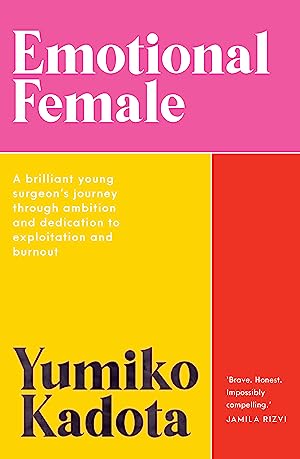 Emotional
Female
A brilliant young
surgeon's journey
through ambition
and dedication to
exploitation and
burnout
Yumiko
Kadota
'Brave. Honest.
Impossibly
compelling.'
JAMILA RIZVI